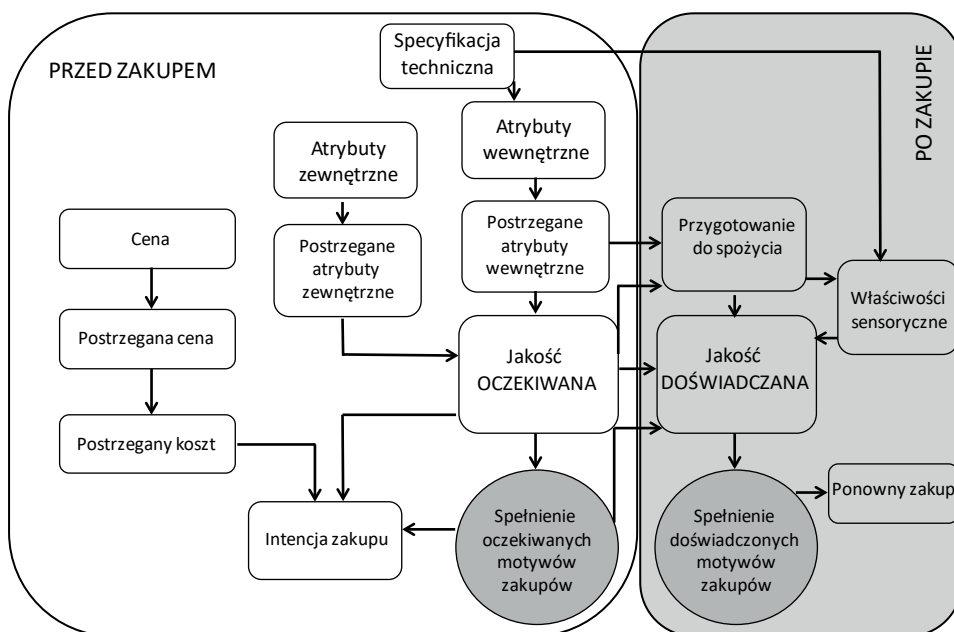 PRZED ZAKUPEM
Specyfikacja
techniczna
PO ZAKUPIE
Atrybuty
zewnętrzne
Atrybuty
wewnętrzne
Cena
Postrzegane
atrybuty
zewnętrzne
Postrzegane
atrybuty
wewnętrzne
Przygotowanie
do spożycia
Właściwości
sensoryczne
Postrzegana cena
Jakość
OCZEKIWANA
Jakość
DOŚWIADCZANA
Postrzegany koszt
Intencja zakupu
Spełnienie
oczekiwanych
motywów
zakupów
Spełnienie
doświadczonych
motywów
zakupów
Ponowny zakup